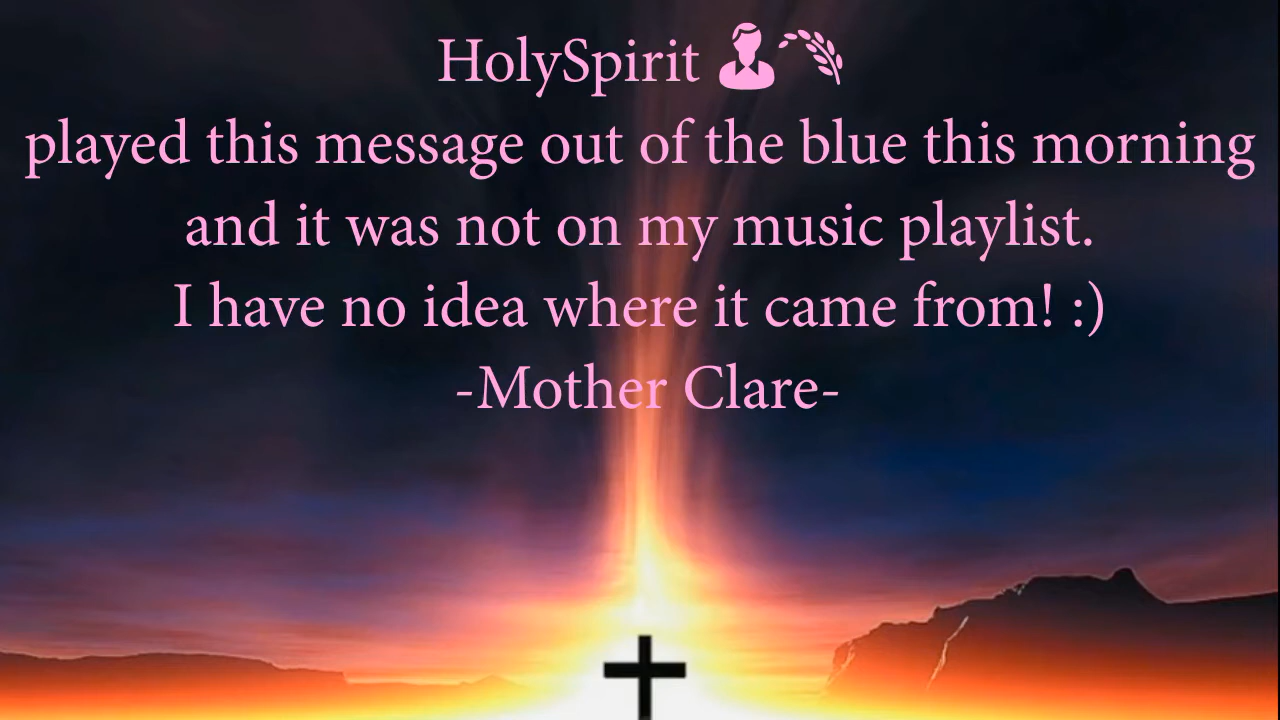 HolySpirit
played this message out of the blue this morning
and it was not on my music playlist.
I have no idea where it came from! :)
-Mother Clare-